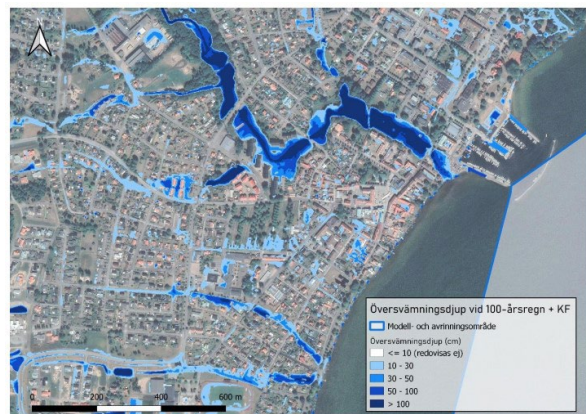 N
Översvämningsdjup vid 100-årsregn + KF
Modell- och avrinningsområde
Översvämningsdjup (cm)
<= 10 (redovisas ej)
10 - 30
30 - 50
50 - 100
> 100
0 200 400 600 m